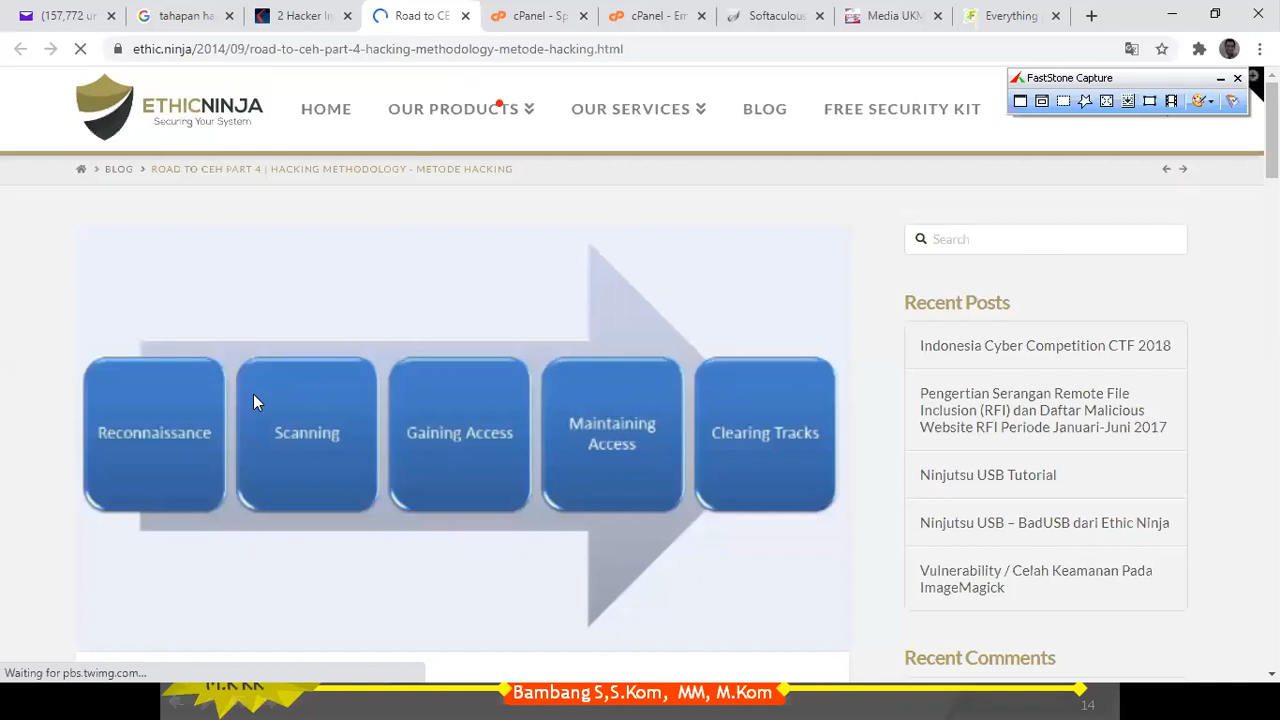 (157,772 ur
tahapan ha
2 Hacker In
Road to CE
cPanel - Sp
cPanel - Em
Softaculous
Media UKM
Everything
ethic.ninja/2014/09/road-to-ceh-part-4-hacking-methodology-metode-hacking.html
FastStone Capture
ETHICNINJA
Securing Your System
HOME
OUR PRODUCTS
OUR SERVICES
BLOG
FREE SECURITY KIT
BLOG
ROAD TO CEH PART 4 | HACKING METHODOLOGY - METODE HACKING
Search
Reconnaissance
Scanning
Gaining Access
Maintaining
Access
Clearing Tracks
Recent Posts
Indonesia Cyber Competition CTF 2018
Pengertian Serangan Remote File
Inclusion (RFI) dan Daftar Malicious
Website RFI Periode Januari-Juni 2017
Ninjutsu USB Tutorial
Ninjutsu USB – BadUSB dari Ethic Ninja
Vulnerability / Celah Keamanan Pada
ImageMagick
Recent Comments
Waiting for pbs.twimg.com...
Bambang S,S.Kom, MM, M.Kom
14